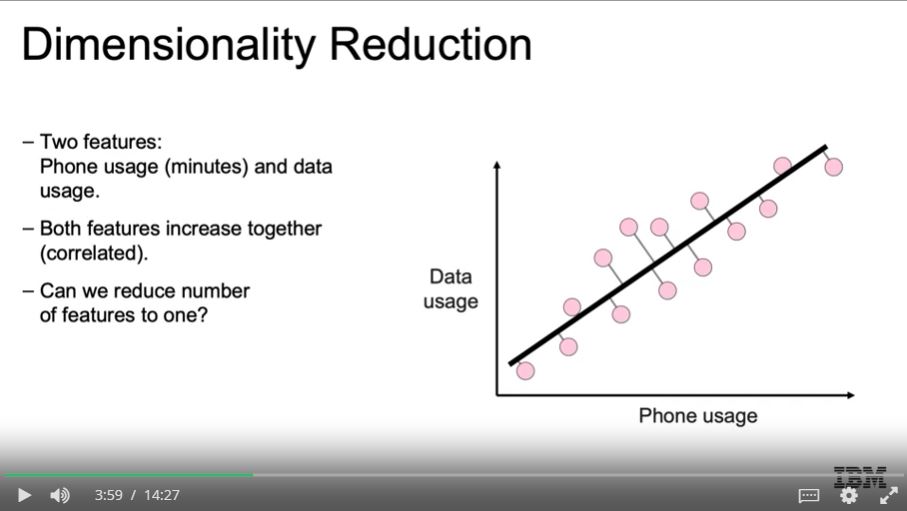 Dimensionality Reduction
– Two features:
Phone usage (minutes) and data
usage.
– Both features increase together
(correlated).
– Can we reduce number
of features to one?
Data
usage
Phone usage
IBM
3:59 / 14:27